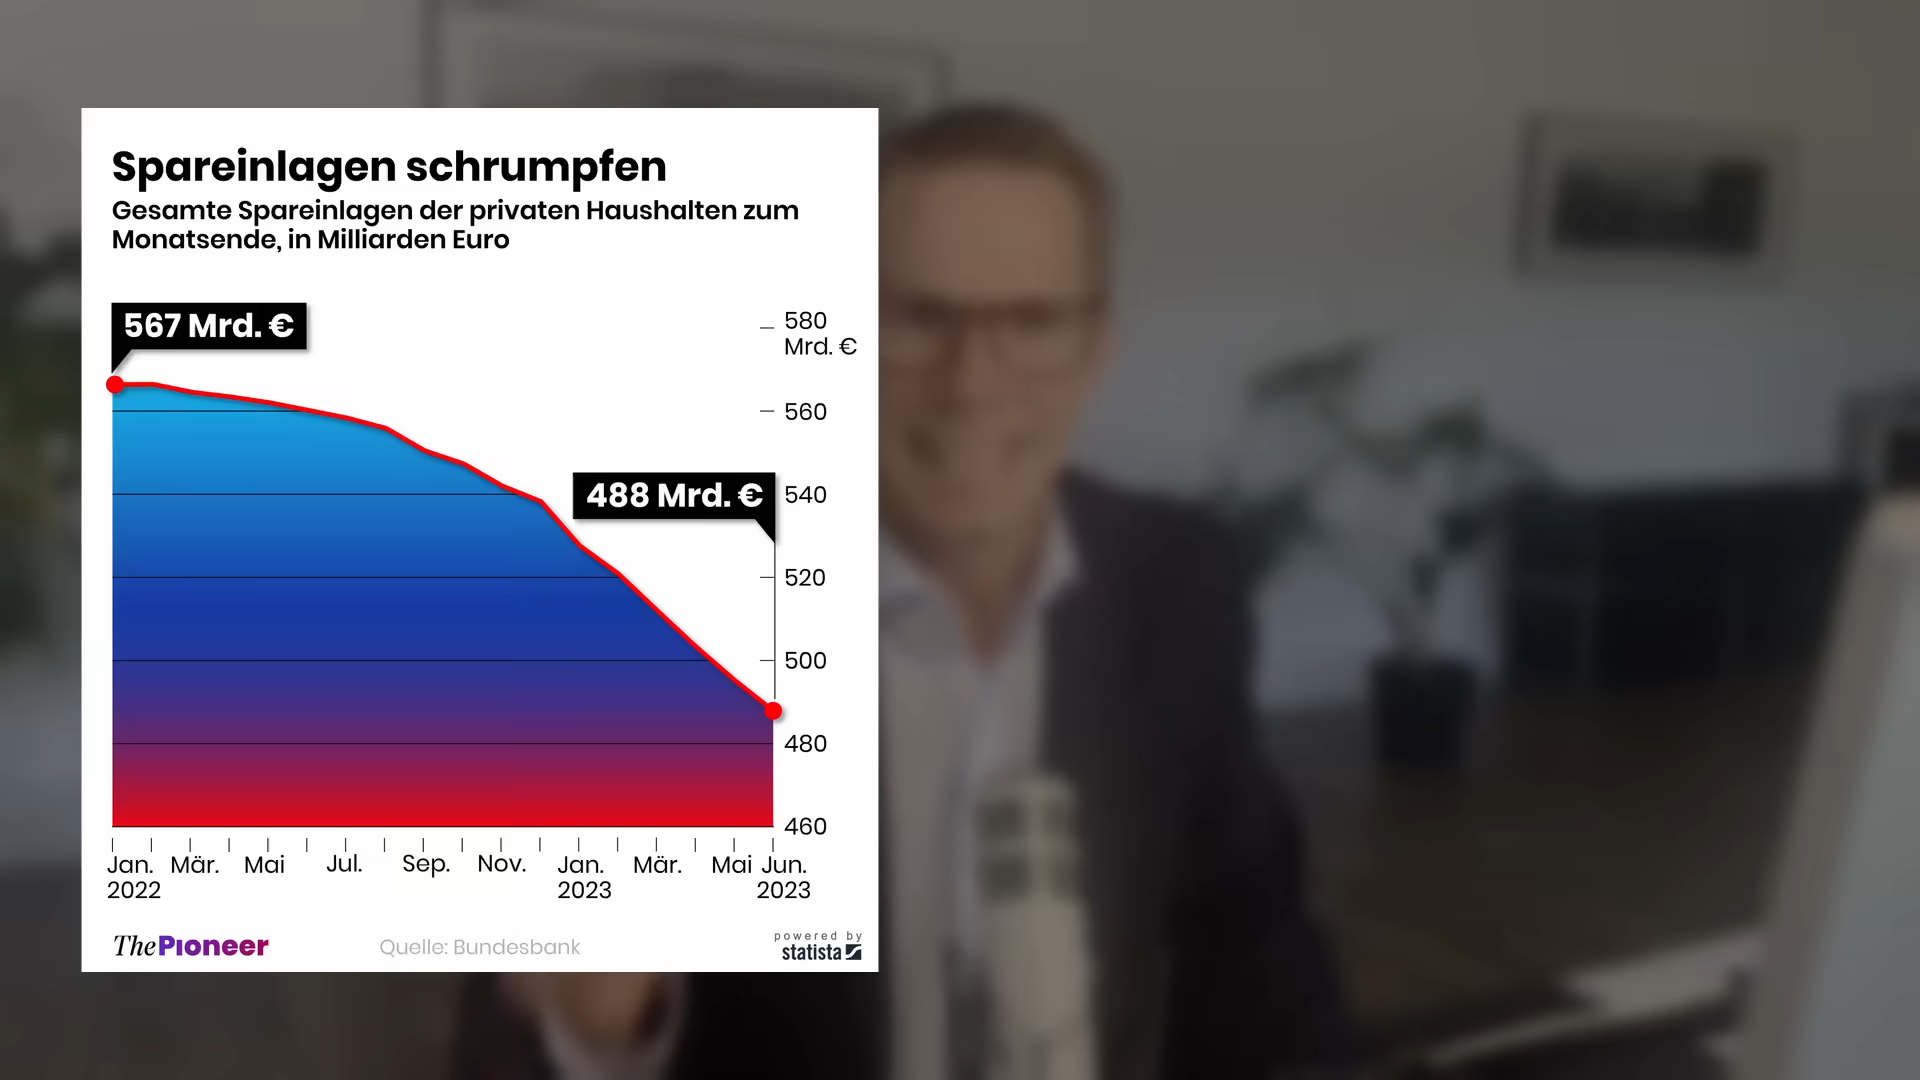 Spareinlagen schrumpfen
Gesamte Spareinlagen der privaten Haushalten zum
Monatsende, in Milliarden Euro
567 Mrd. €
580
Mrd. €
560
488 Mrd. €
540
520
500
480
460
Jan. Mär. Mai Jul. Sep. Nov. Jan. Mär. Mai Jun.
2022 2023 2023
The Pioneer
Quelle: Bundesbank
powered by
statista